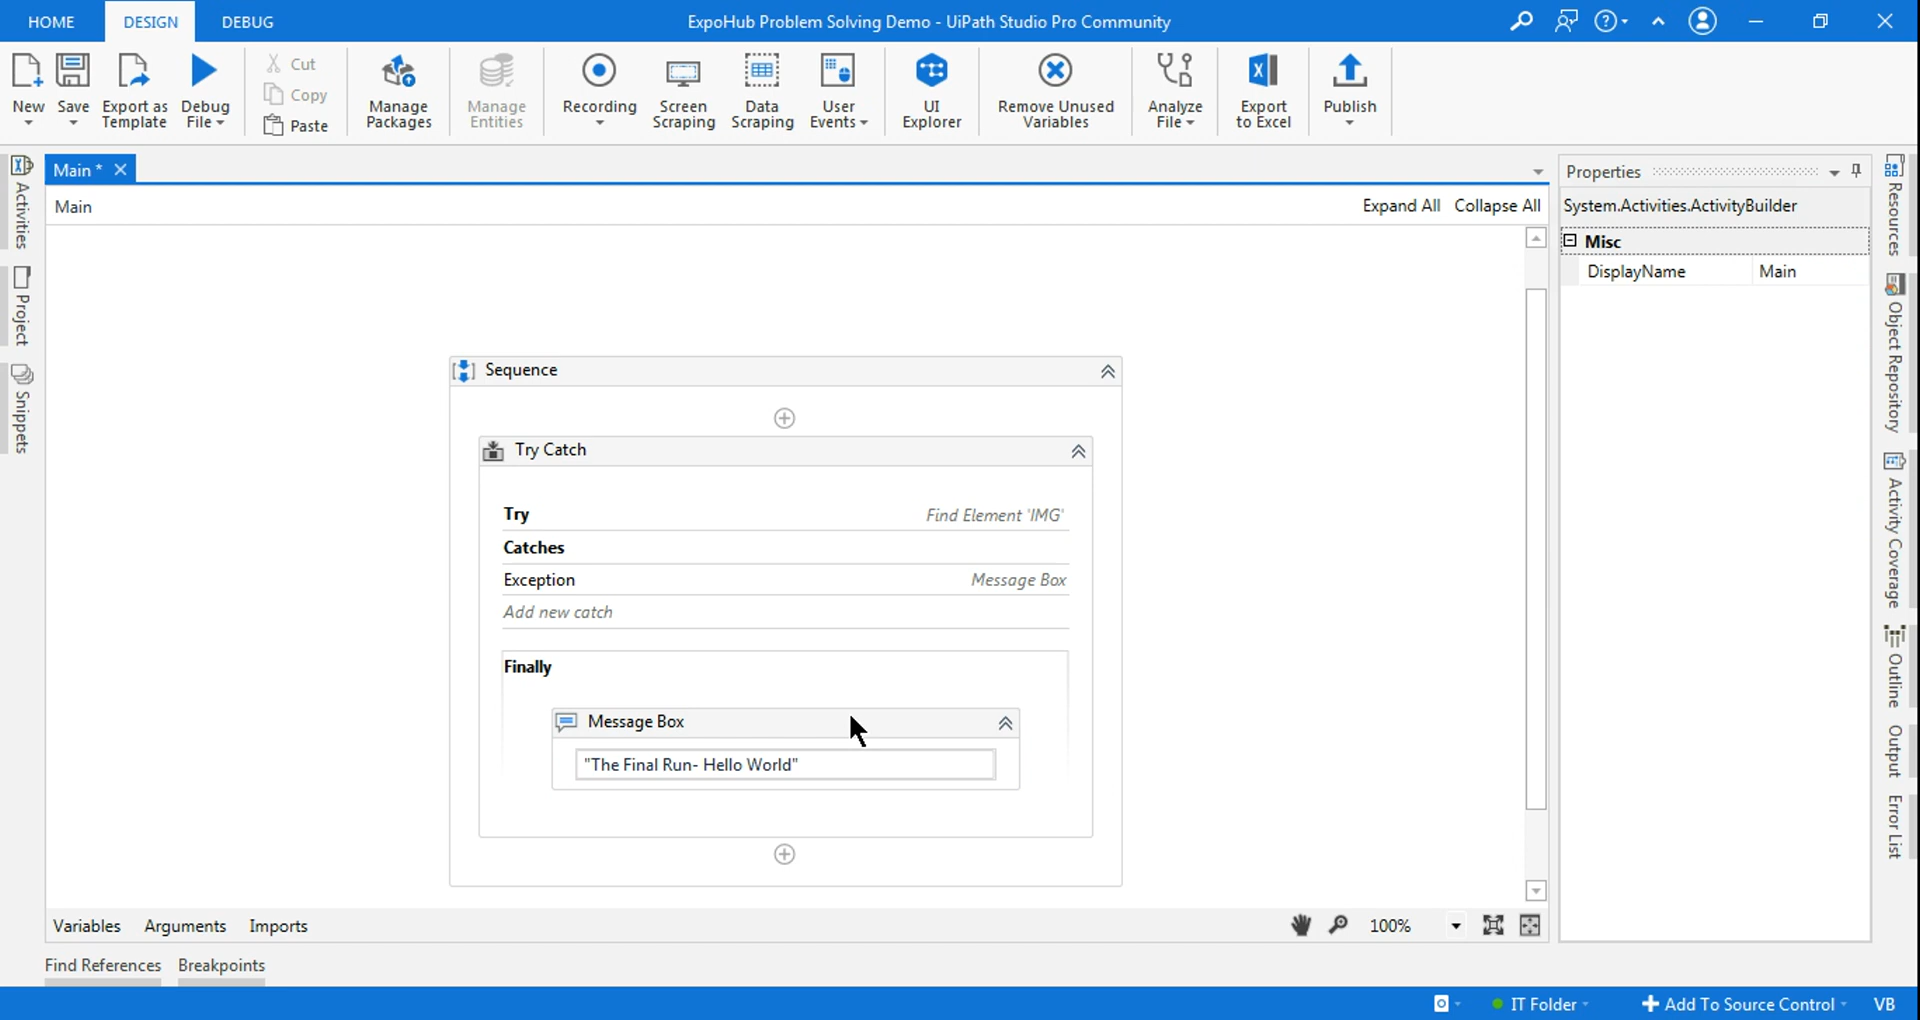 HOME DESIGN DEBUG ExpoHub Problem Solving Demo - UiPath Studio Pro Community
New Save Export as Template Debug File Cut Copy Paste Manage Packages Manage Entities Recording Screen Scraping Data Scraping User Events UI Explorer Remove Unused Variables Analyze File Export to Excel Publish
Activities
Project
Snippets
Main *
Main Expand All Collapse All
Sequence
Try Catch
Try Find Element 'IMG'
Catches
Exception Message Box
Add new catch
Finally
Message Box
"The Final Run- Hello World"
Variables Arguments Imports 100%
Properties
System.Activities.ActivityBuilder
Misc
DisplayName Main
Resources
Object Repository
Activity Coverage
Outline
Output
Error List
Find References Breakpoints
IT Folder Add To Source Control VB